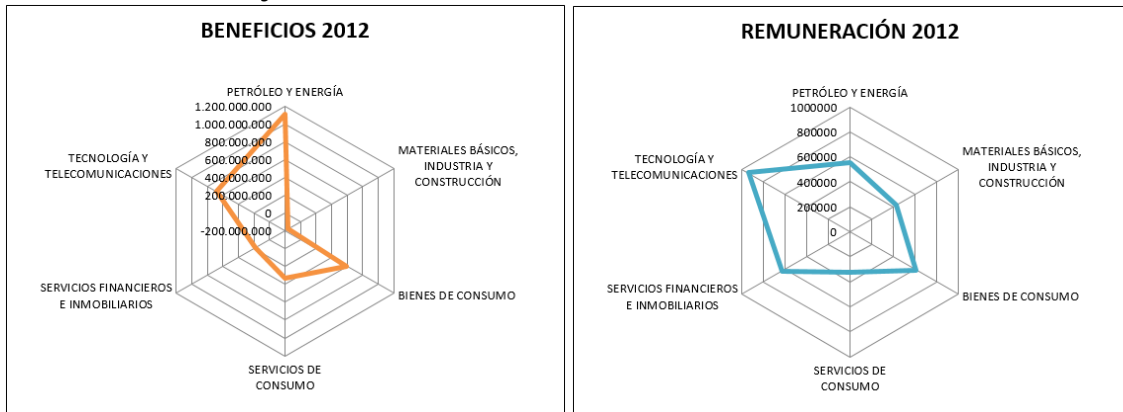 BENEFICIOS 2012
PETRÓLEO Y ENERGÍA
1.200.000.000
1.000.000.000
800.000.000
600.000.000
400.000.000
200.000.000
0
-200.000.000
MATERIALES BÁSICOS,
INDUSTRIA Y
CONSTRUCCIÓN
BIENES DE CONSUMO
SERVICIOS DE
CONSUMO
SERVICIOS FINANCIEROS
E INMOBILIARIOS
TECNOLOGÍA Y
TELECOMUNICACIONES
REMUNERACIÓN 2012
PETRÓLEO Y ENERGÍA
1000000
800000
600000
400000
200000
0
MATERIALES BÁSICOS,
INDUSTRIA Y
CONSTRUCCIÓN
BIENES DE CONSUMO
SERVICIOS DE
CONSUMO
SERVICIOS FINANCIEROS
E INMOBILIARIOS
TECNOLOGÍA Y
TELECOMUNICACIONES